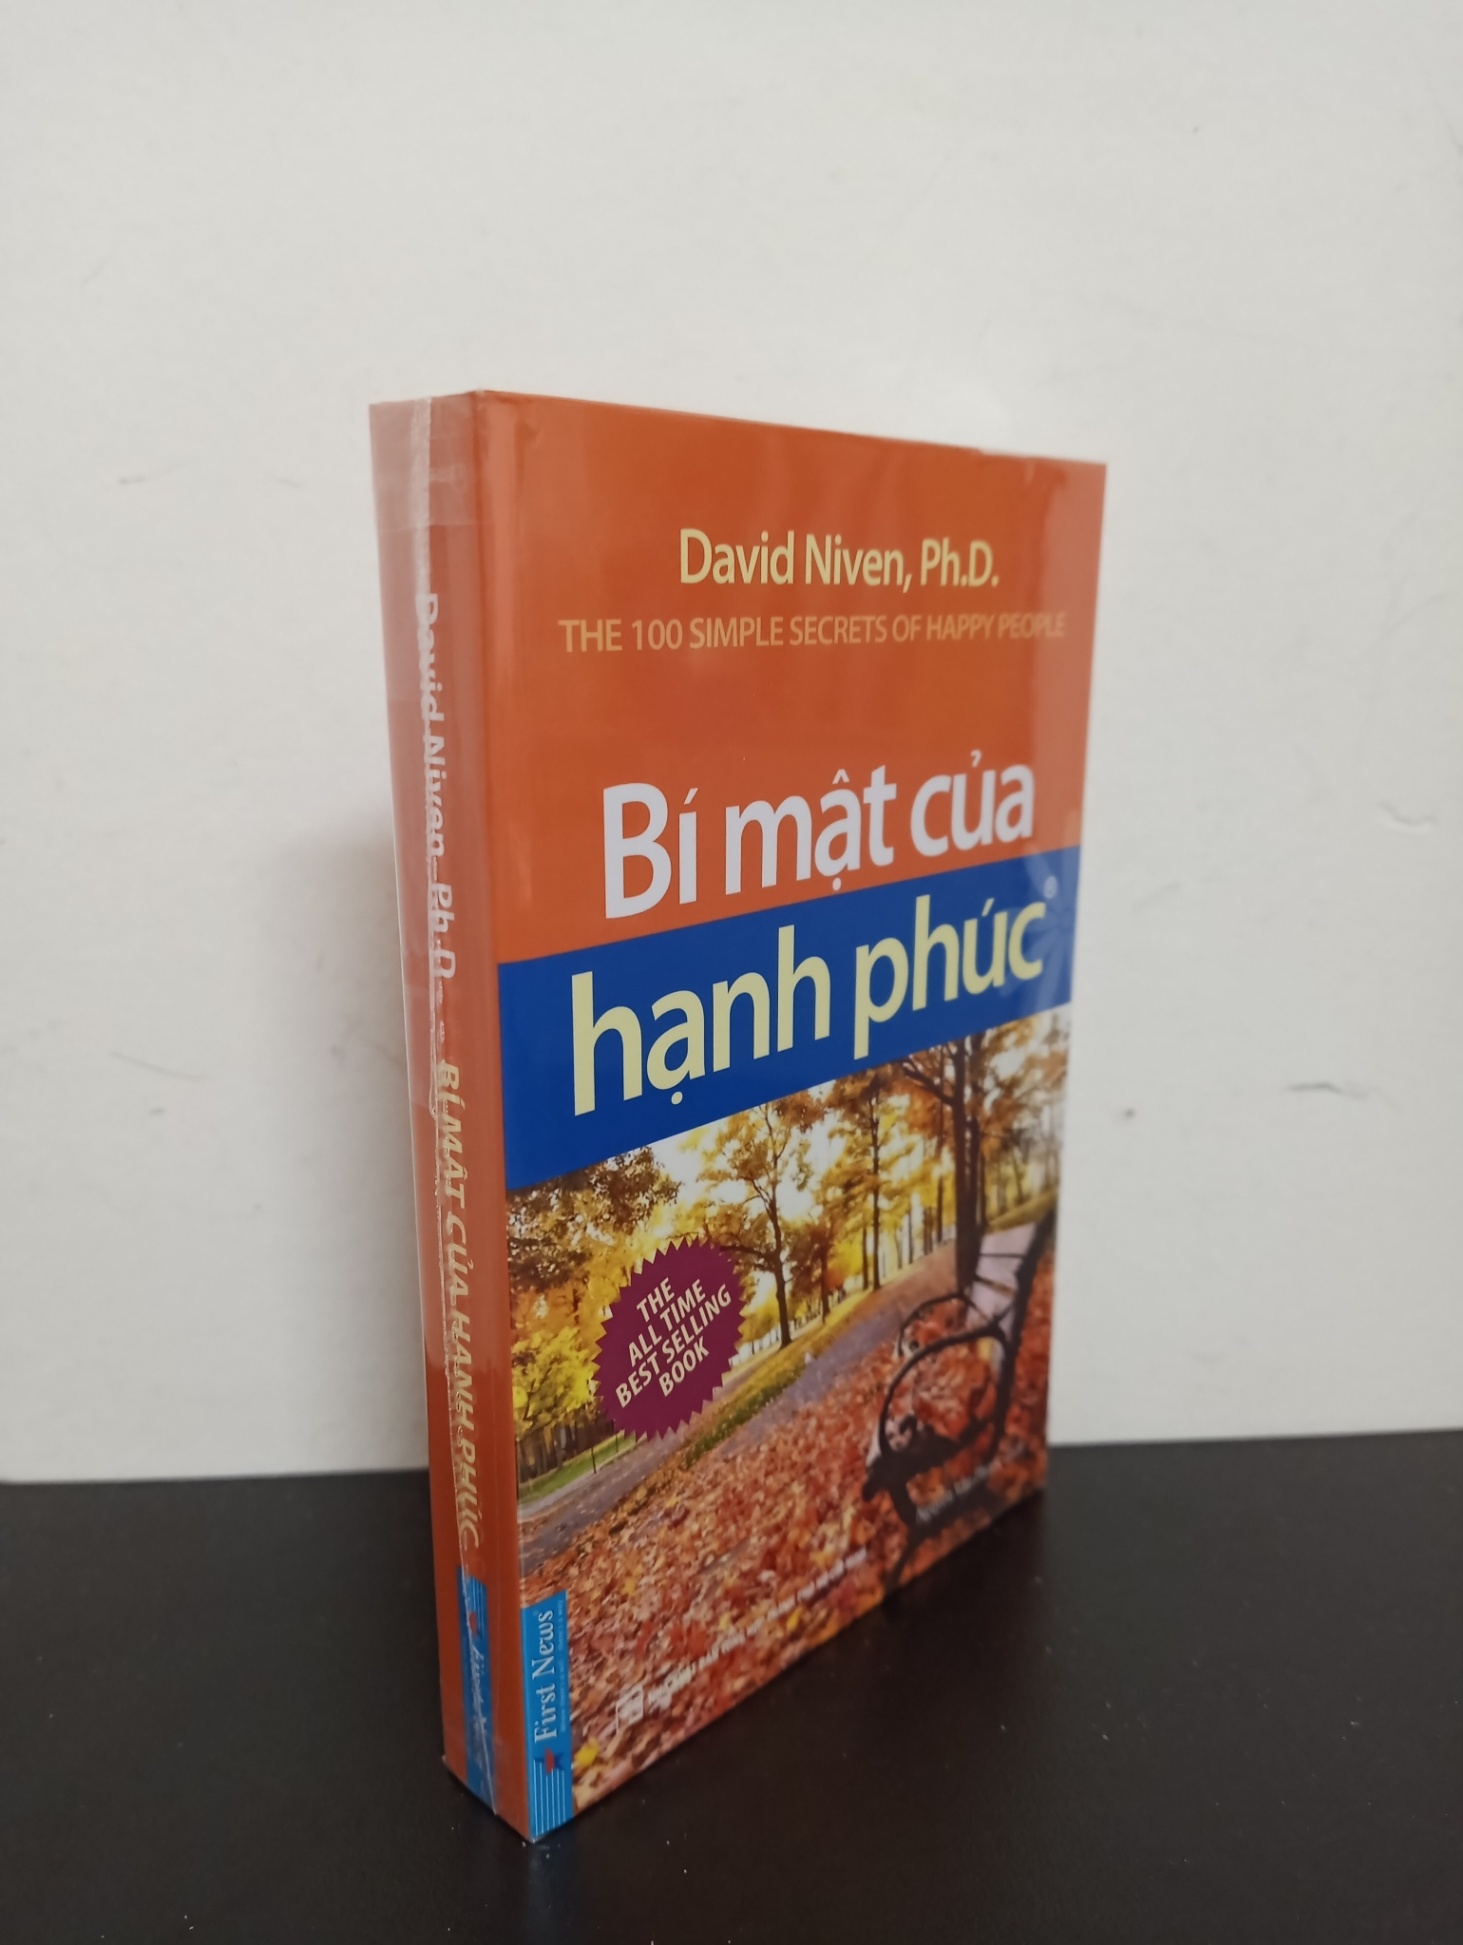 David Niven, Ph.D.
THE 100 SIMPLE SECRETS OF HAPPY PEOPLE
Bí mật của
hạnh phúc®
THE
ALL TIME
BEST SELLING
BOOK
First News
David Niven, Ph.D. - BÍ MẬT CỦA HẠNH PHÚC